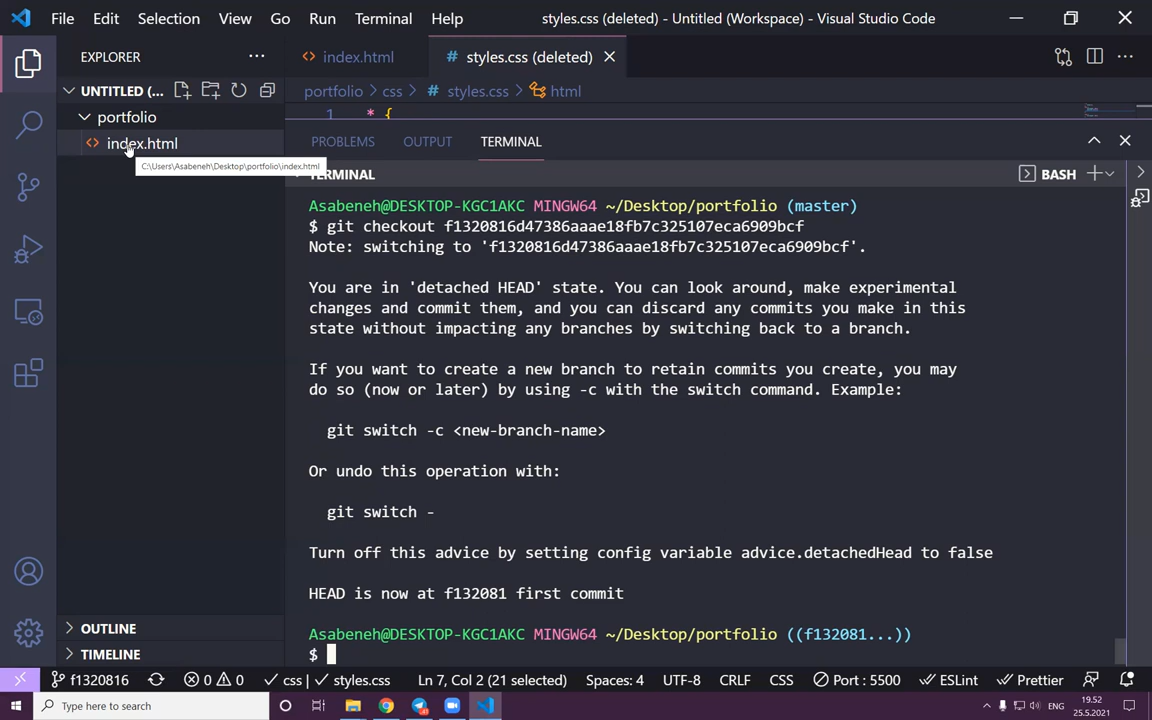 File Edit Selection View Go Run Terminal Help
styles.css (deleted) - Untitled (Workspace) - Visual Studio Code
EXPLORER
index.html
# styles.css (deleted)
UNTITLED (...
portfolio > css > # styles.css > html
portfolio
1 * {
<> index.html
PROBLEMS OUTPUT TERMINAL
C:\Users\Asabeneh\Desktop\portfolio\index.html
TERMINAL
BASH
Asabeneh@DESKTOP-KGC1AKC MINGW64 ~/Desktop/portfolio (master)
$ git checkout f1320816d47386aaae18fb7c325107eca6909bcf
Note: switching to 'f1320816d47386aaae18fb7c325107eca6909bcf'.
You are in 'detached HEAD' state. You can look around, make experimental
changes and commit them, and you can discard any commits you make in this
state without impacting any branches by switching back to a branch.
If you want to create a new branch to retain commits you create, you may
do so (now or later) by using -c with the switch command. Example:
git switch -c <new-branch-name>
Or undo this operation with:
git switch -
Turn off this advice by setting config variable advice.detachedHead to false
HEAD is now at f132081 first commit
Asabeneh@DESKTOP-KGC1AKC MINGW64 ~/Desktop/portfolio ((f132081...))
$
OUTLINE
TIMELINE
f1320816 0 0 css | styles.css Ln 7, Col 2 (21 selected) Spaces: 4 UTF-8 CRLF CSS Port : 5500 ESLint Prettier
Type here to search
ENG
19.52
25.5.2021